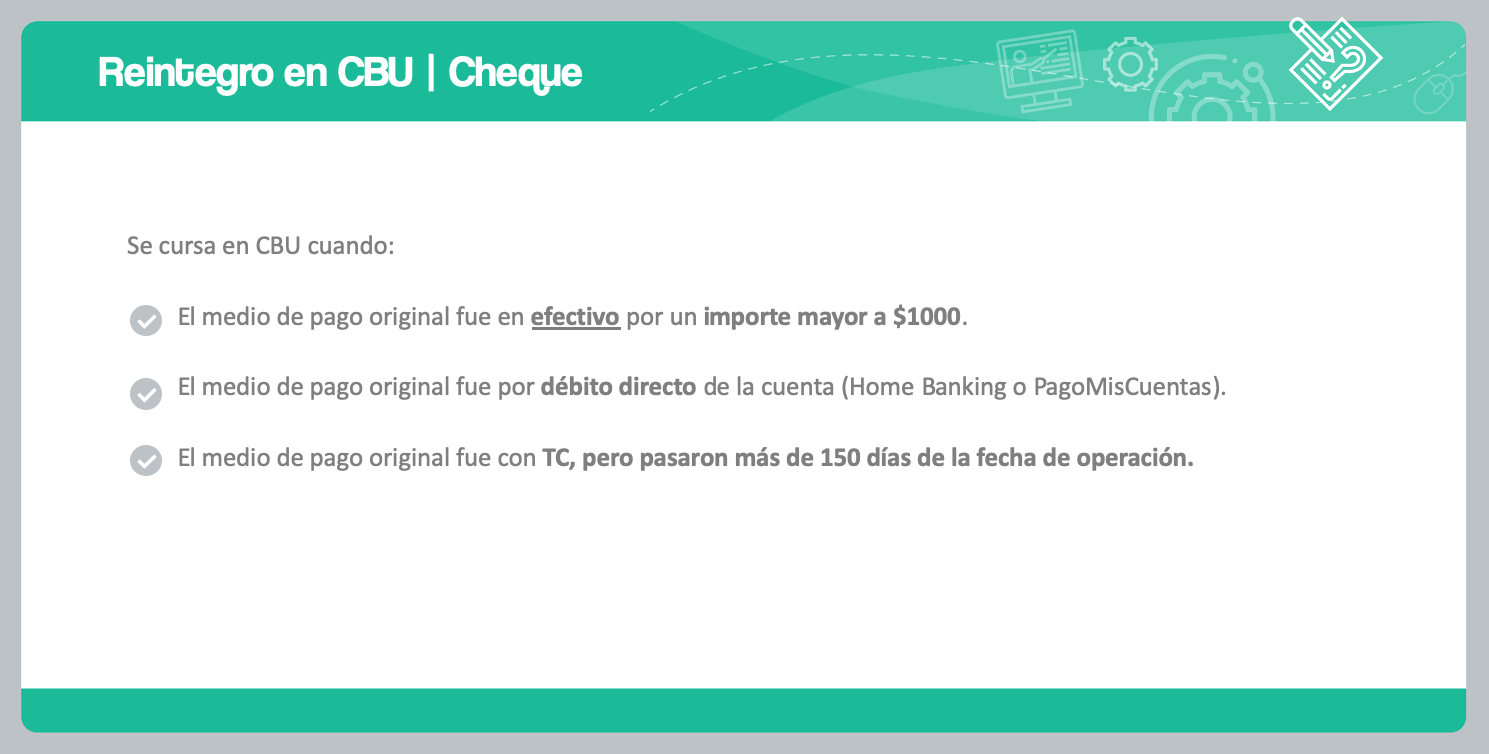 Reintegro en CBU | Cheque
Se cursa en CBU cuando:
El medio de pago original fue en efectivo por un importe mayor a $1000.
El medio de pago original fue por débito directo de la cuenta (Home Banking o PagoMisCuentas).
El medio de pago original fue con TC, pero pasaron más de 150 días de la fecha de operación.